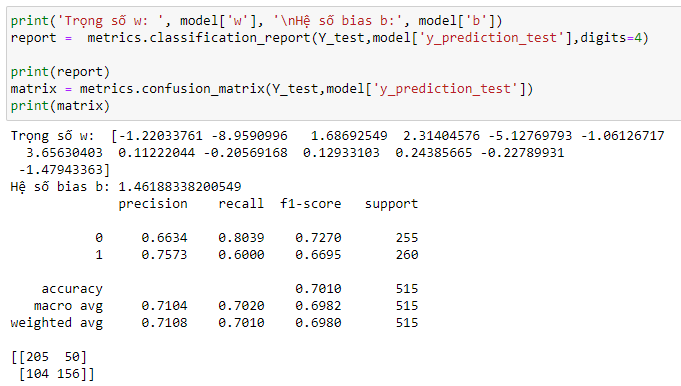 print('Trọng số w: ', model['w'], '\nHệ số bias b:', model['b'])
report =  metrics.classification_report(Y_test,model['y_prediction_test'],digits=4)
print(report)
matrix = metrics.confusion_matrix(Y_test,model['y_prediction_test'])
print(matrix)
Trọng số w:  [-1.22033761 -8.9590996   1.68692549  2.31404576 -5.12769793 -1.06126717
  3.65630403  0.11222044 -0.20569168  0.12933103  0.24385665 -0.22789931
 -1.47943363]
Hệ số bias b: 1.46188338200549
              precision    recall  f1-score   support
           0     0.6634    0.8039    0.7270       255
           1     0.7573    0.6000    0.6695       260
    accuracy                         0.7010       515
   macro avg     0.7104    0.7020    0.6982       515
weighted avg     0.7108    0.7010    0.6980       515
[[205  50]
 [104 156]]